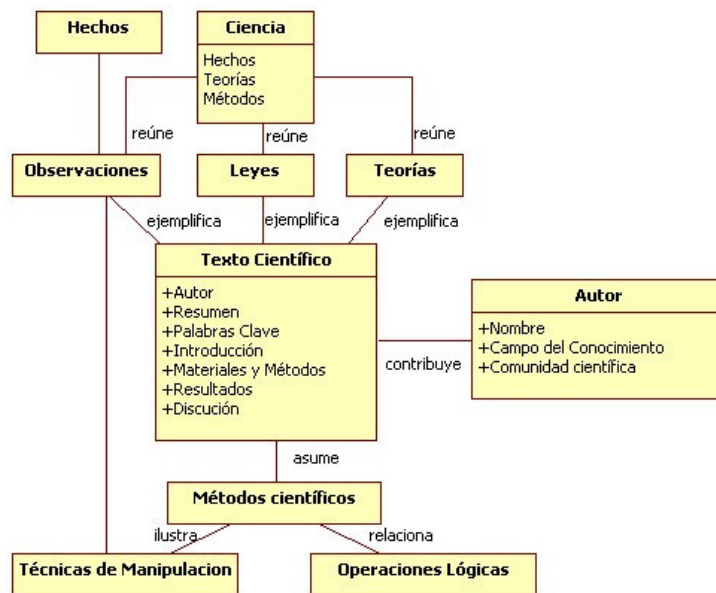 Hechos
Ciencia
Hechos
Teorías
Métodos
reúne
reúne
reúne
Observaciones
Leyes
Teorías
ejemplifica
ejemplifica
ejemplifica
Texto Científico
+Autor
+Resumen
+Palabras Clave
+Introducción
+Materiales y Métodos
+Resultados
+Discución
contribuye
Autor
+Nombre
+Campo del Conocimiento
+Comunidad científica
asume
Métodos científicos
ilustra
relaciona
Técnicas de Manipulacion
Operaciones Lógicas